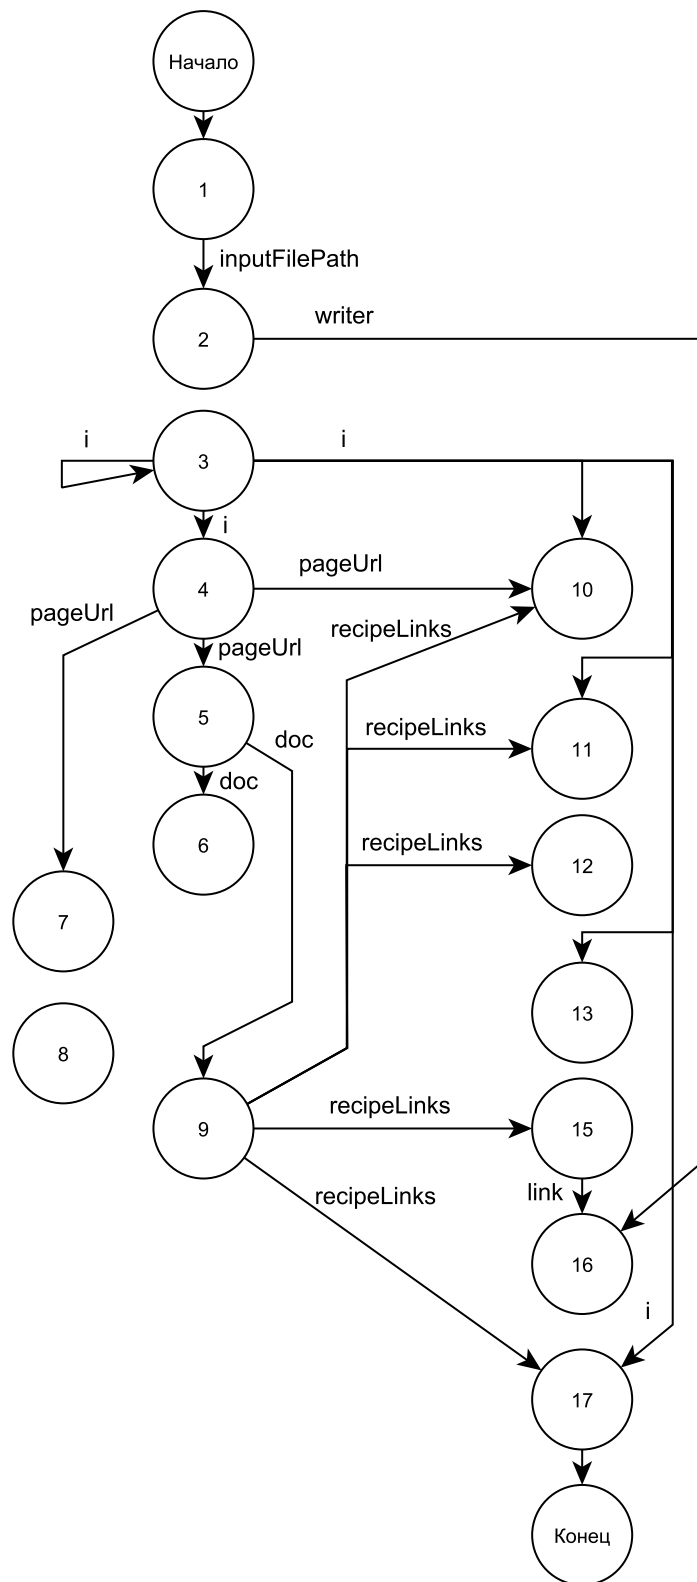 Начало
1
inputFilePath
writer
2
i
i
3
i
pageUrl
4
10
pageUrl
recipeLinks
pageUrl
5
doc
recipeLinks
11
doc
6
recipeLinks
12
7
13
8
recipeLinks
9
15
link
recipeLinks
16
i
17
Конец